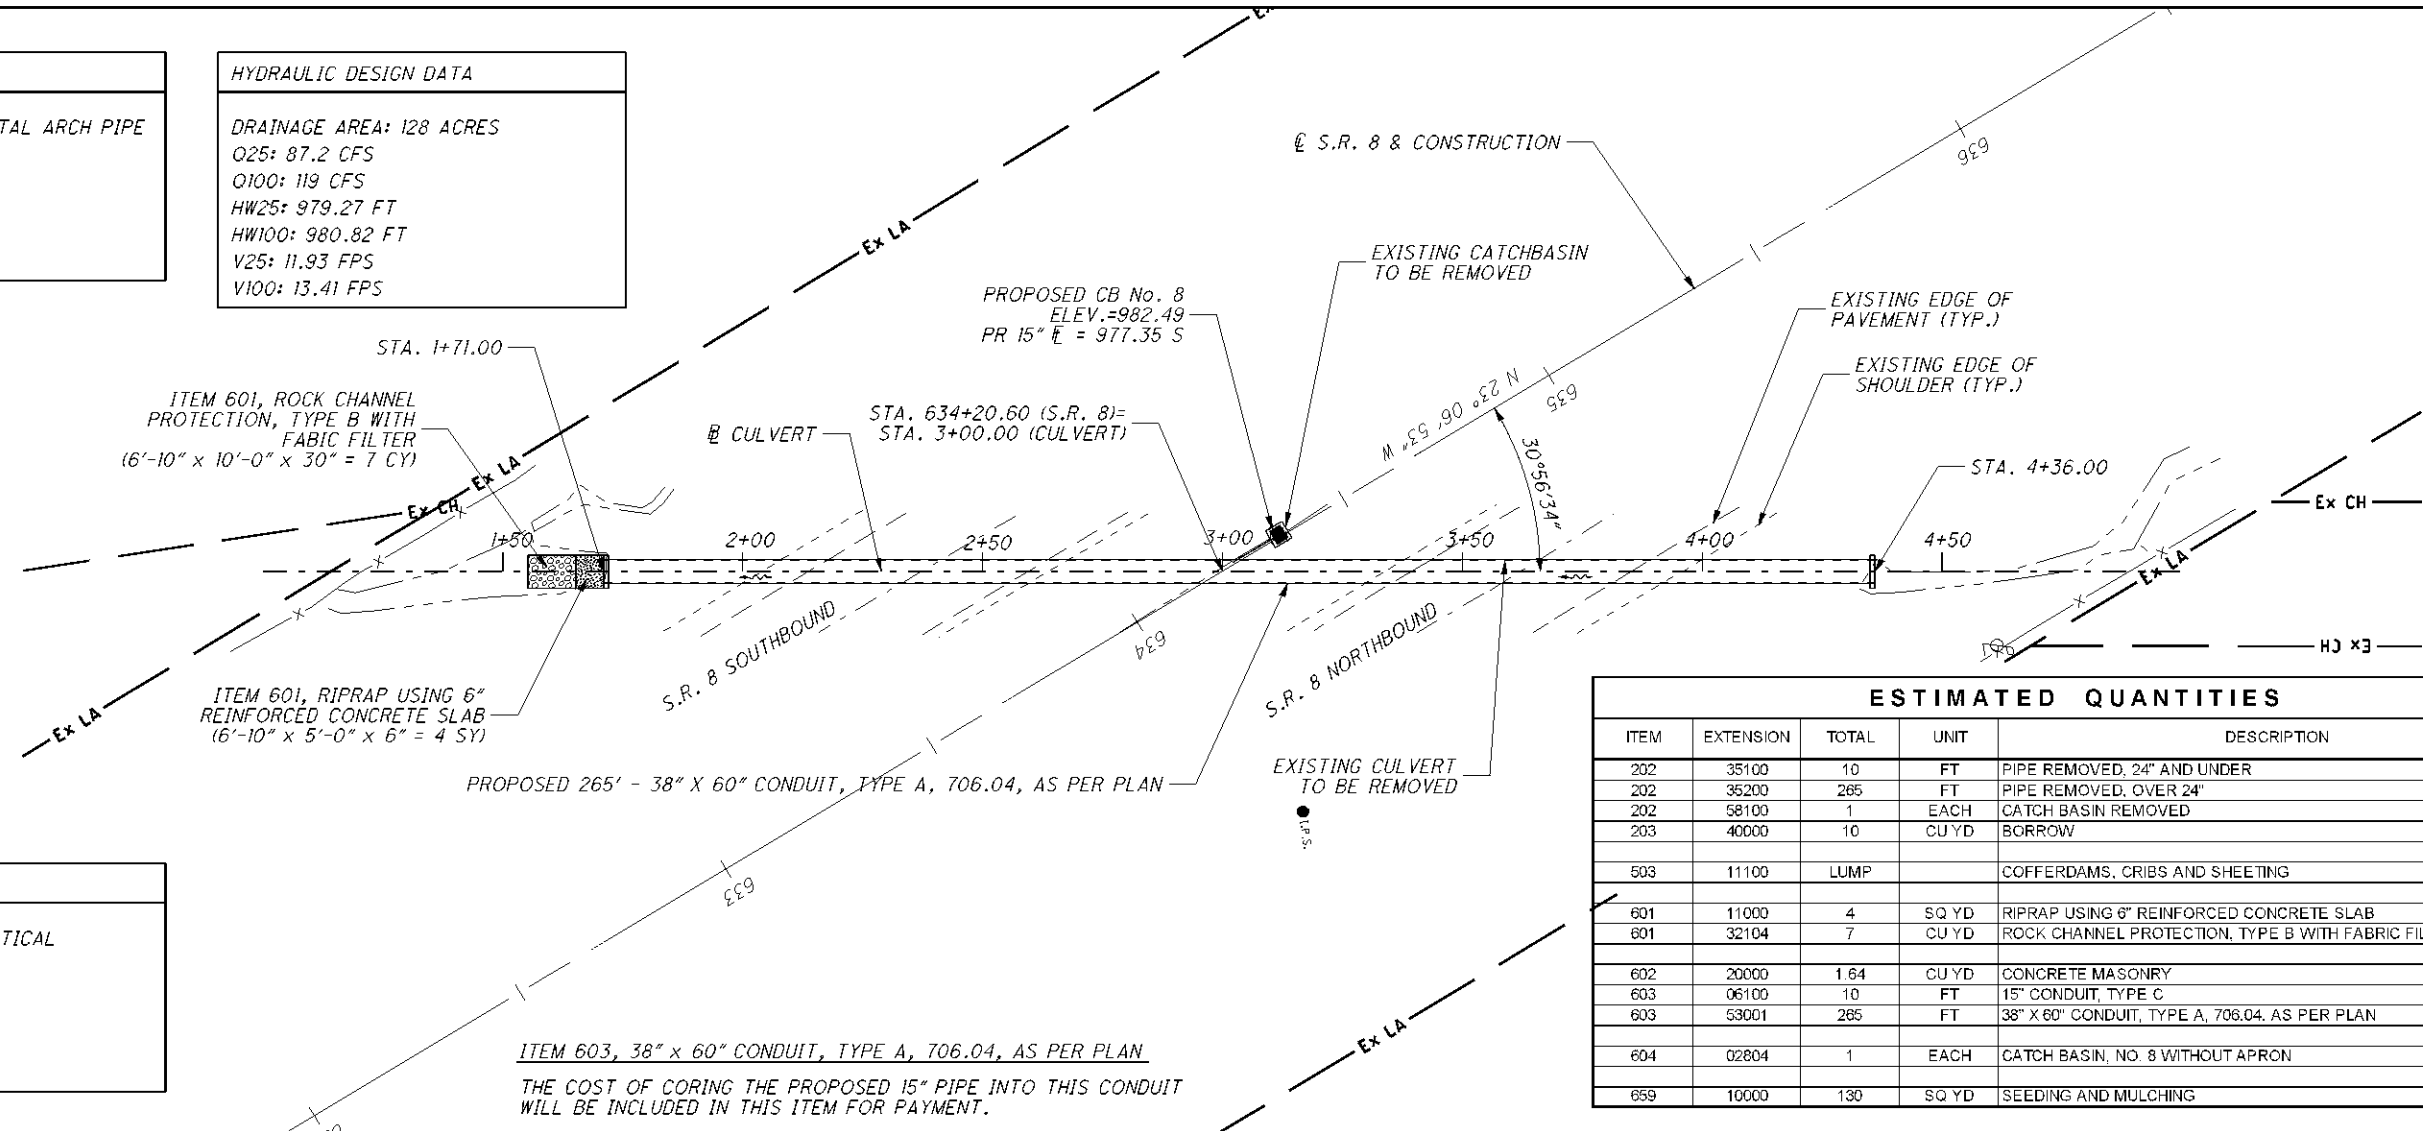 TAL ARCH PIPE
HYDRAULIC DESIGN DATA
DRAINAGE AREA: 128 ACRES
Q25: 87.2 CFS
Q100: 119 CFS
HW25: 979.27 FT
HW100: 980.82 FT
V25: 11.93 FPS
V100: 13.41 FPS
Ex LA
℄ S.R. 8 & CONSTRUCTION
636
EXISTING CATCHBASIN
TO BE REMOVED
PROPOSED CB No. 8
ELEV.=982.49
PR 15" ℄ = 977.35 S
EXISTING EDGE OF
PAVEMENT (TYP.)
EXISTING EDGE OF
SHOULDER (TYP.)
STA. 1+71.00
ITEM 601, ROCK CHANNEL
PROTECTION, TYPE B WITH
FABIC FILTER
(6'-10" x 10'-0" x 30" = 7 CY)
CULVERT
STA. 634+20.60 (S.R. 8)=
STA. 3+00.00 (CULVERT)
N 23° 06' 53" W
635
30°56'34"
STA. 4+36.00
Ex LA
Ex CH
Ex CH
1+50
2+00
2+50
3+00
3+50
4+00
4+50
Ex LA
Ex CH
634
S.R. 8 SOUTHBOUND
S.R. 8 NORTHBOUND
ITEM 601, RIPRAP USING 6"
REINFORCED CONCRETE SLAB
(6'-10" x 5'-0" x 6" = 4 SY)
Ex LA
PROPOSED 265' - 38" X 60" CONDUIT, TYPE A, 706.04, AS PER PLAN
EXISTING CULVERT
TO BE REMOVED
I.P.S.
633
TICAL
ITEM 603, 38" x 60" CONDUIT, TYPE A, 706.04, AS PER PLAN
THE COST OF CORING THE PROPOSED 15" PIPE INTO THIS CONDUIT
WILL BE INCLUDED IN THIS ITEM FOR PAYMENT.
Ex LA
ESTIMATED QUANTITIES
ITEM EXTENSION TOTAL UNIT DESCRIPTION
202 35100 10 FT PIPE REMOVED, 24" AND UNDER
202 35200 265 FT PIPE REMOVED, OVER 24"
202 58100 1 EACH CATCH BASIN REMOVED
203 40000 10 CU YD BORROW
503 11100 LUMP COFFERDAMS, CRIBS AND SHEETING
601 11000 4 SQ YD RIPRAP USING 6" REINFORCED CONCRETE SLAB
601 32104 7 CU YD ROCK CHANNEL PROTECTION, TYPE B WITH FABRIC FIL
602 20000 1.64 CU YD CONCRETE MASONRY
603 06100 10 FT 15" CONDUIT, TYPE C
603 53001 265 FT 38" X 60" CONDUIT, TYPE A, 706.04. AS PER PLAN
604 02804 1 EACH CATCH BASIN, NO. 8 WITHOUT APRON
659 10000 130 SQ YD SEEDING AND MULCHING